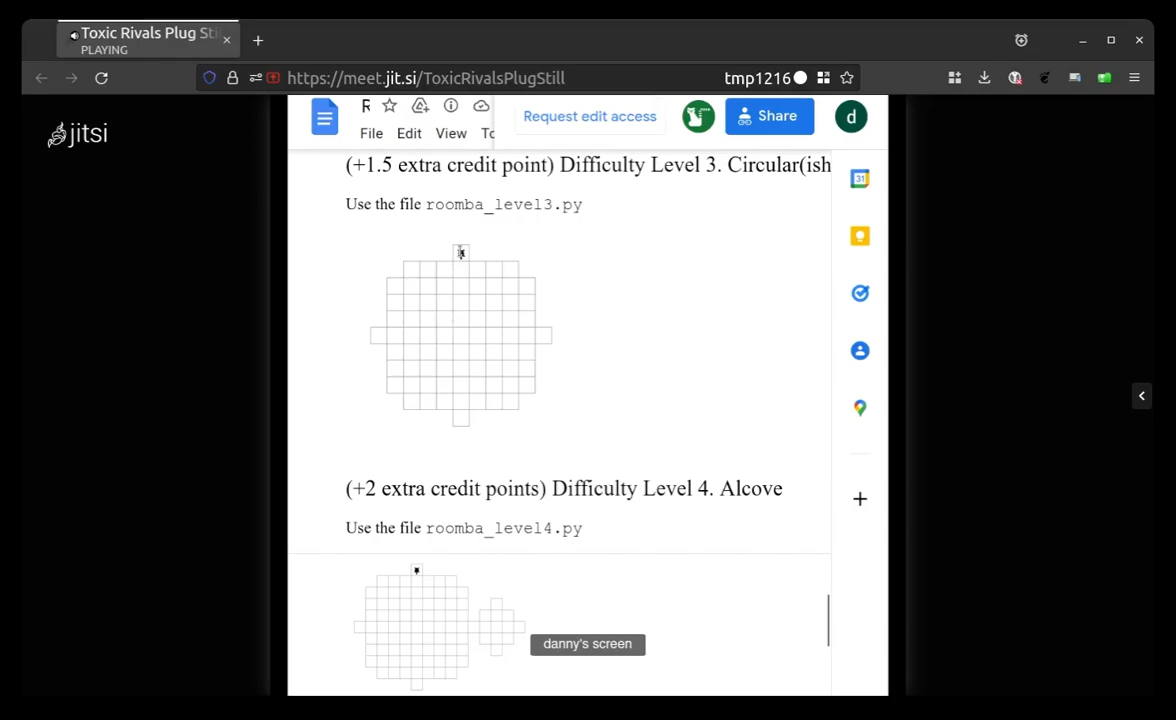 Toxic Rivals Plug Sti
PLAYING
https://meet.jit.si/ToxicRivalsPlugStill
tmp1216
jitsi
R
Request edit access
Share
d
File Edit View To
31
(+1.5 extra credit point) Difficulty Level 3. Circular(ish
Use the file roomba_level3.py
(+2 extra credit points) Difficulty Level 4. Alcove
Use the file roomba_level4.py
danny's screen